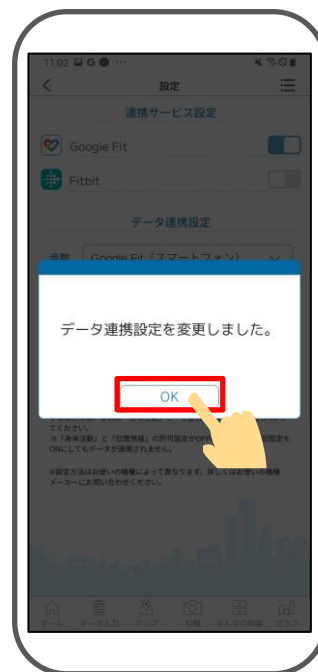 11:02
設定
連携サービス設定
Google Fit
Fitbit
データ連携設定
歩数 Google Fit（スマートフォン）
データ連携設定を変更しました。
OK
てください。
※「身体活動」と「位置情報」の許可設定がOFF
ONにしてもデータが連携されません。
※設定方法はお使いの機種によって異なります。詳しくはお使いの機種
メーカーにお問い合わせください。
ホーム データ入力 マップ 投稿 みんなの投稿 グラフ